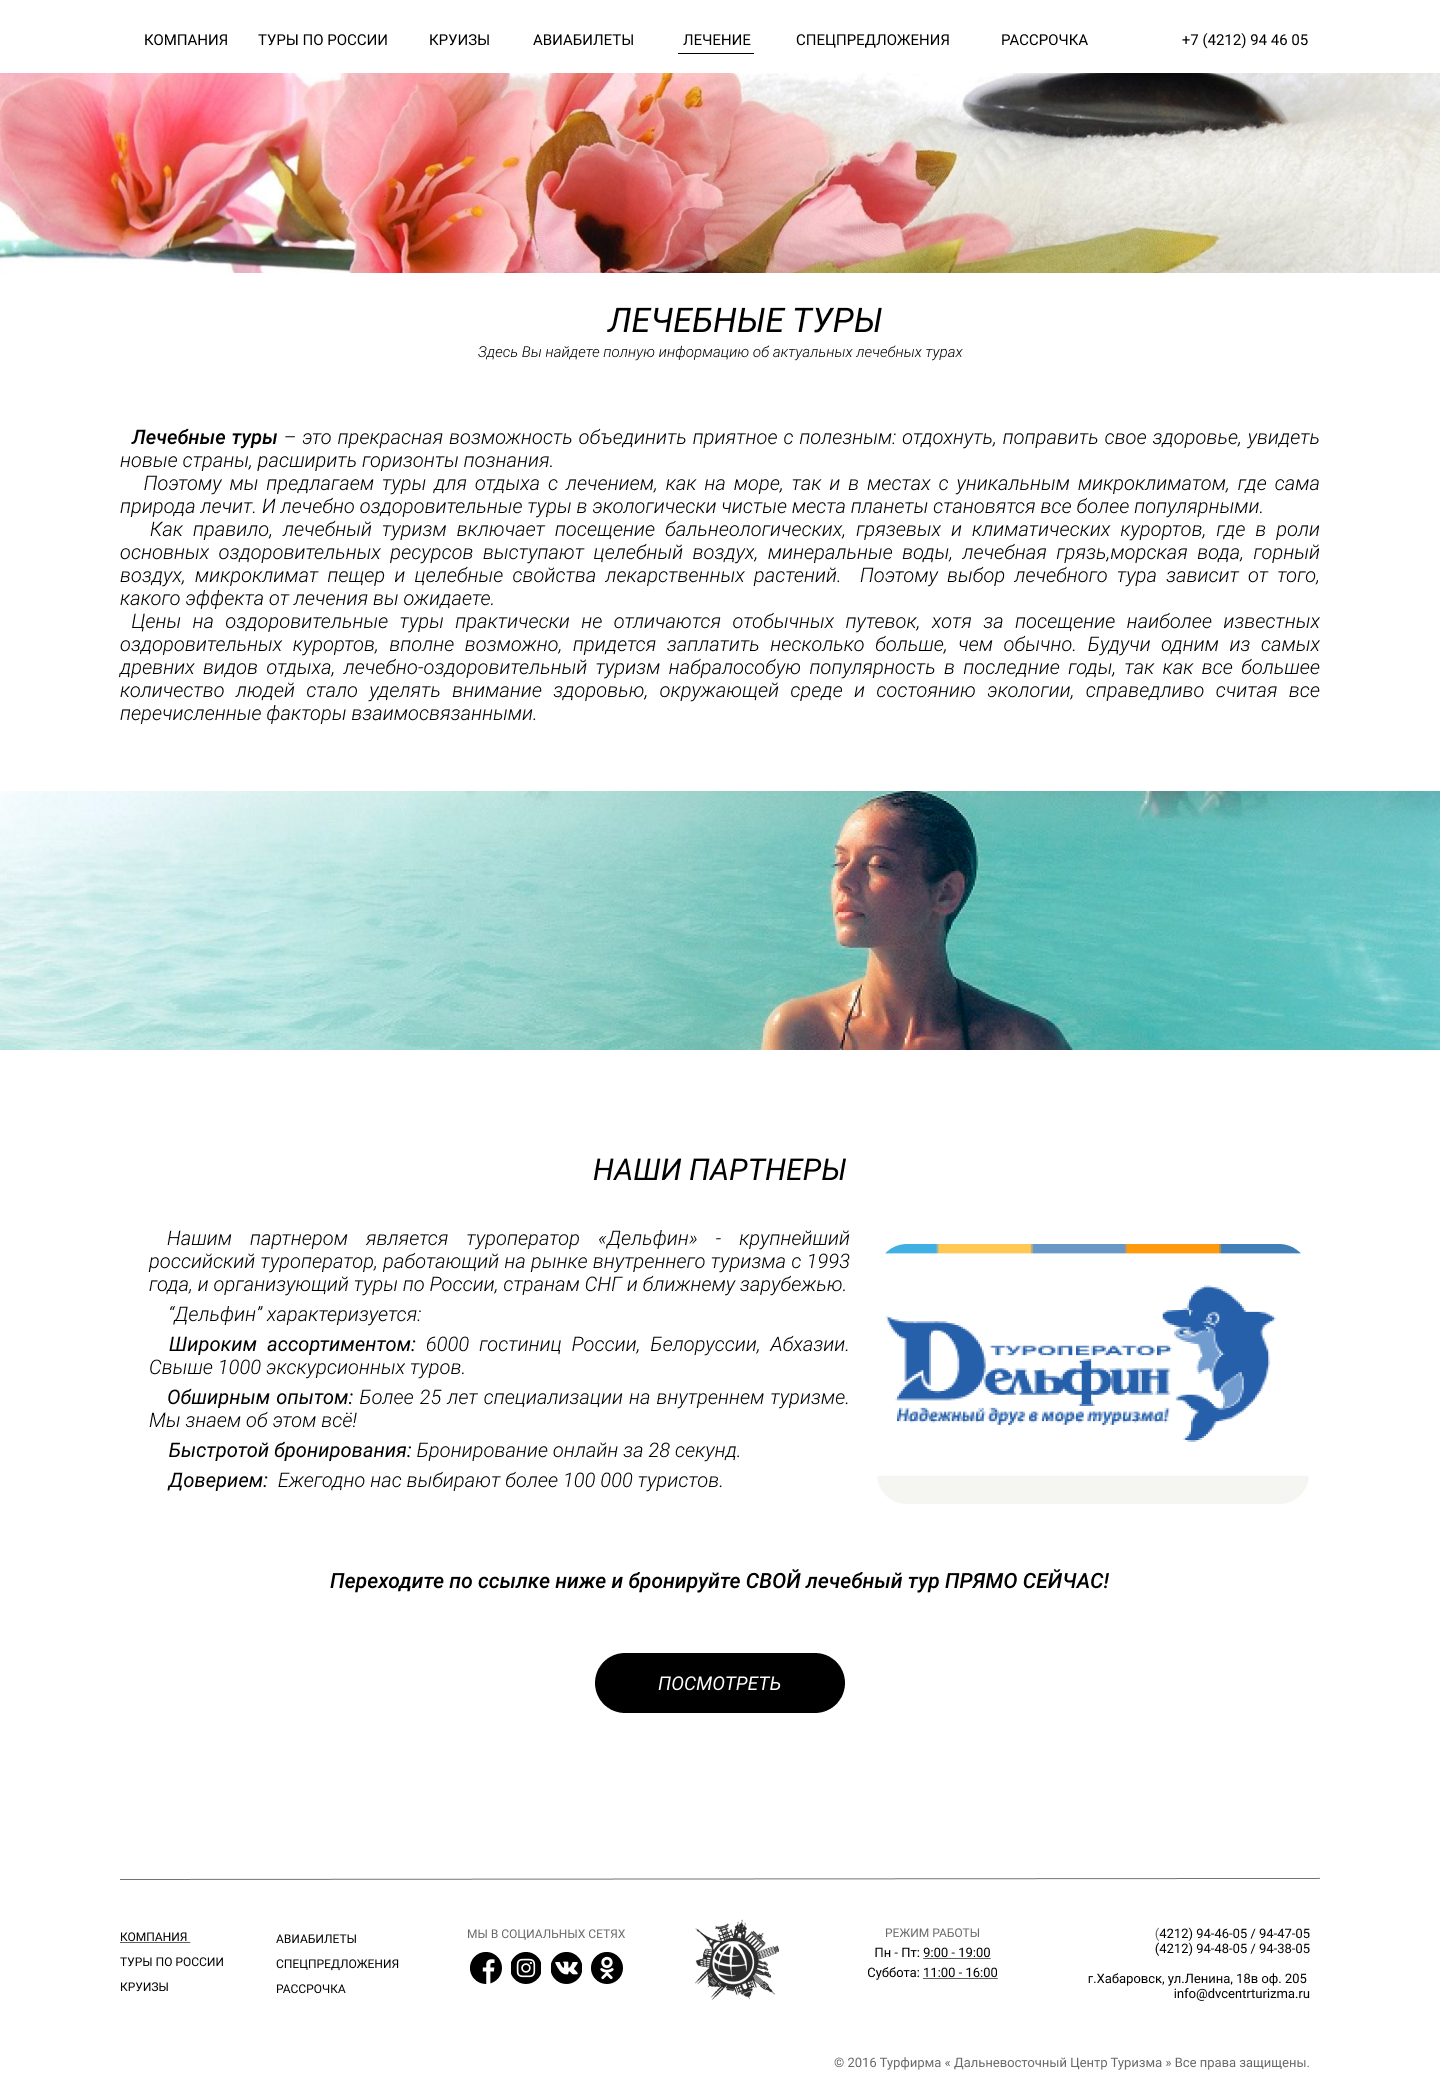 КОМПАНИЯ ТУРЫ ПО РОССИИ КРУИЗЫ АВИАБИЛЕТЫ ЛЕЧЕНИЕ СПЕЦПРЕДЛОЖЕНИЯ РАССРОЧКА +7 (4212) 94 46 05
ЛЕЧЕБНЫЕ ТУРЫ
Здесь Вы найдете полную информацию об актуальных лечебных турах
Лечебные туры – это прекрасная возможность объединить приятное с полезным: отдохнуть, поправить свое здоровье, увидеть
новые страны, расширить горизонты познания.
Поэтому мы предлагаем туры для отдыха с лечением, как на море, так и в местах с уникальным микроклиматом, где сама
природа лечит. И лечебно оздоровительные туры в экологически чистые места планеты становятся все более популярными.
Как правило, лечебный туризм включает посещение бальнеологических, грязевых и климатических курортов, где в роли
основных оздоровительных ресурсов выступают целебный воздух, минеральные воды, лечебная грязь,морская вода, горный
воздух, микроклимат пещер и целебные свойства лекарственных растений. Поэтому выбор лечебного тура зависит от того,
какого эффекта от лечения вы ожидаете.
Цены на оздоровительные туры практически не отличаются отобычных путевок, хотя за посещение наиболее известных
оздоровительных курортов, вполне возможно, придется заплатить несколько больше, чем обычно. Будучи одним из самых
древних видов отдыха, лечебно-оздоровительный туризм набралособую популярность в последние годы, так как все большее
количество людей стало уделять внимание здоровью, окружающей среде и состоянию экологии, справедливо считая все
перечисленные факторы взаимосвязанными.
НАШИ ПАРТНЕРЫ
Нашим партнером является туроператор «Дельфин» - крупнейший
российский туроператор, работающий на рынке внутреннего туризма с 1993
года, и организующий туры по России, странам СНГ и ближнему зарубежью.
“Дельфин” характеризуется:
Широким ассортиментом: 6000 гостиниц России, Белоруссии, Абхазии.
Свыше 1000 экскурсионных туров.
Обширным опытом: Более 25 лет специализации на внутреннем туризме.
Мы знаем об этом всё!
Быстротой бронирования: Бронирование онлайн за 28 секунд.
Доверием: Ежегодно нас выбирают более 100 000 туристов.
ТУРОПЕРАТОР
Дельфин
Надежный друг в море туризма!
Переходите по ссылке ниже и бронируйте СВОЙ лечебный тур ПРЯМО СЕЙЧАС!
ПОСМОТРЕТЬ
КОМПАНИЯ
ТУРЫ ПО РОССИИ
КРУИЗЫ
АВИАБИЛЕТЫ
СПЕЦПРЕДЛОЖЕНИЯ
РАССРОЧКА
МЫ В СОЦИАЛЬНЫХ СЕТЯХ
РЕЖИМ РАБОТЫ
Пн - Пт: 9:00 - 19:00
Суббота: 11:00 - 16:00
(4212) 94-46-05 / 94-47-05
(4212) 94-48-05 / 94-38-05
г.Хабаровск, ул.Ленина, 18в оф. 205
info@dvcentrturizma.ru
© 2016 Турфирма « Дальневосточный Центр Туризма » Все права защищены.